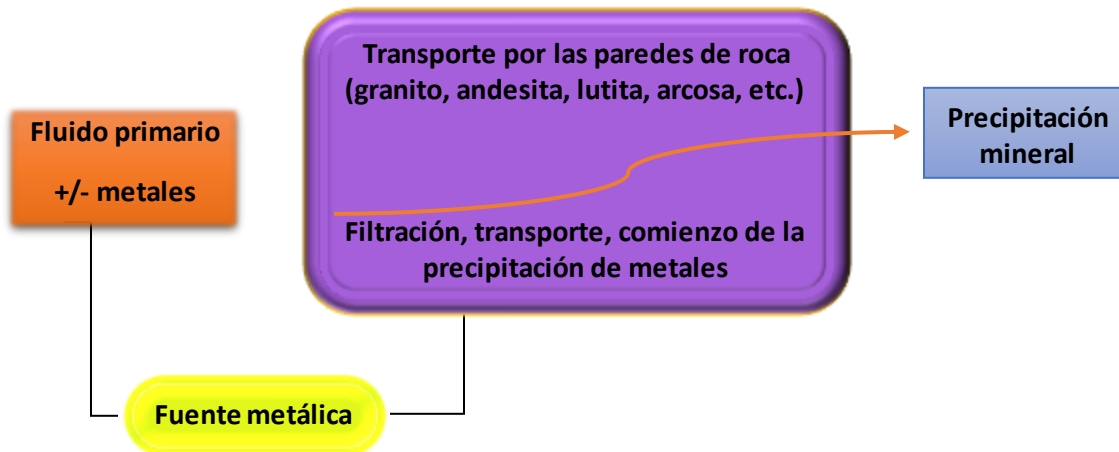 Transporte por las paredes de roca
(granito, andesita, lutita, arcosa, etc.)
Fluido primario
+/- metales
Precipitación
mineral
Filtración, transporte, comienzo de la
precipitación de metales
Fuente metálica